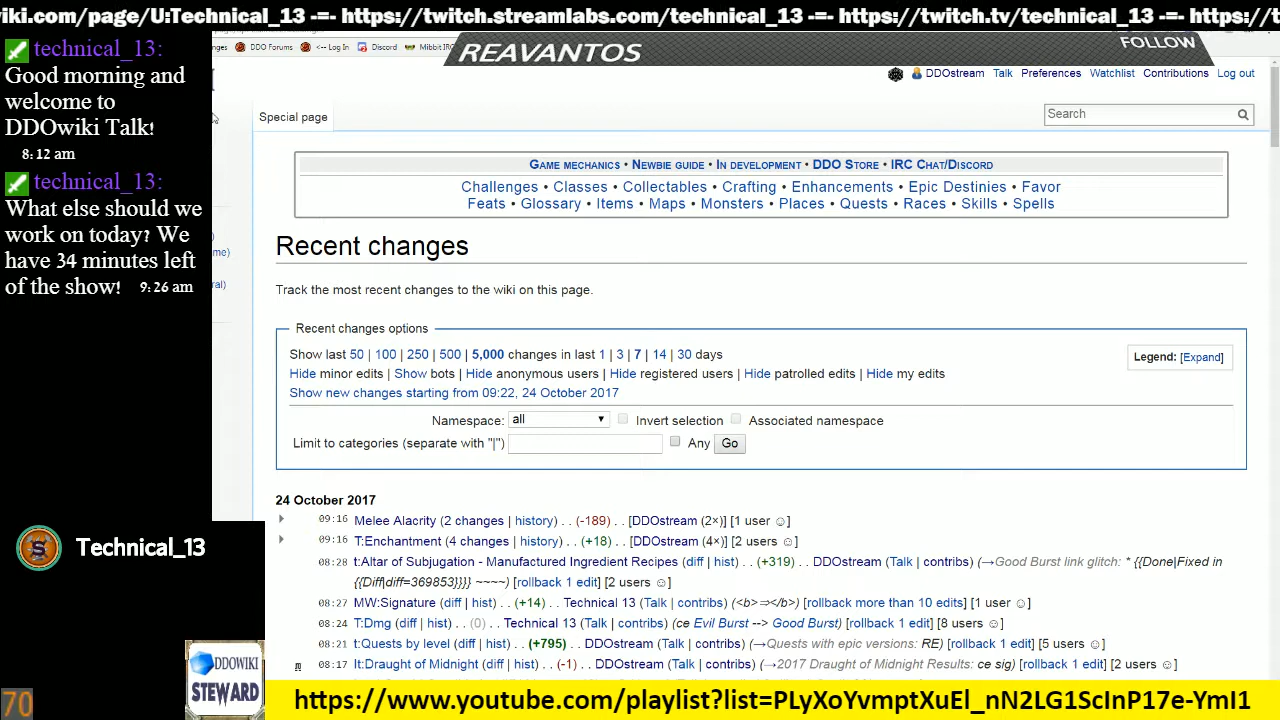 iki.com/page/U:Technical_13 -=- https://twitch.streamlabs.com/technical_13 -=- https://twitch.tv/technical_13 -=- https://t
technical_13:
Good morning and
welcome to
DDOwiki Talk!
8:12 am
technical_13:
What else should we
work on today? We
have 34 minutes left
of the show! 9:26 am
DDO Forums <-- Log In Discord Mibbit IRC
REAVANTOS
FOLLOW
DDOstream Talk Preferences Watchlist Contributions Log out
Special page
Search
Game mechanics • Newbie guide • In development • DDO Store • IRC Chat/Discord
Challenges • Classes • Collectables • Crafting • Enhancements • Epic Destinies • Favor
Feats • Glossary • Items • Maps • Monsters • Places • Quests • Races • Skills • Spells
Recent changes
Track the most recent changes to the wiki on this page.
Recent changes options
Show last 50 | 100 | 250 | 500 | 5,000 changes in last 1 | 3 | 7 | 14 | 30 days
Legend: [Expand]
Hide minor edits | Show bots | Hide anonymous users | Hide registered users | Hide patrolled edits | Hide my edits
Show new changes starting from 09:22, 24 October 2017
Namespace: all Invert selection Associated namespace
Limit to categories (separate with "|") Any Go
24 October 2017
09:16 Melee Alacrity (2 changes | history) . . (-189) . . [DDOstream (2×)] [1 user ☺]
09:16 T:Enchantment (4 changes | history) . . (+18) . . [DDOstream (4×)] [2 users ☺]
08:28 t:Altar of Subjugation - Manufactured Ingredient Recipes (diff | hist) . . (+319) . . DDOstream (Talk | contribs) (→Good Burst link glitch: * {{Done|Fixed in
{{Diff|diff=369853}}}} ~~~~) [rollback 1 edit] [2 users ☺]
08:27 MW:Signature (diff | hist) . . (+14) . . Technical 13 (Talk | contribs) (<b>⇒</b>) [rollback more than 10 edits] [1 user ☺]
08:24 T:Dmg (diff | hist) . . (0) . . Technical 13 (Talk | contribs) (ce Evil Burst --> Good Burst) [rollback 1 edit] [8 users ☺]
08:21 t:Quests by level (diff | hist) . . (+795) . . DDOstream (Talk | contribs) (→Quests with epic versions: RE) [rollback 1 edit] [5 users ☺]
m 08:17 It:Draught of Midnight (diff | hist) . . (-1) . . DDOstream (Talk | contribs) (→2017 Draught of Midnight Results: ce sig) [rollback 1 edit] [2 users ☺]
Technical_13
DDOWIKI
STEWARD
70
https://www.youtube.com/playlist?list=PLyXoYvmptXuEl_nN2LG1ScInP17e-YmI1